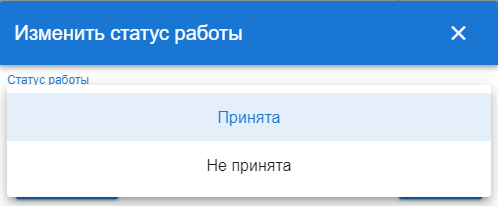 Изменить статус работы
Статус работы
Принята
Не принята